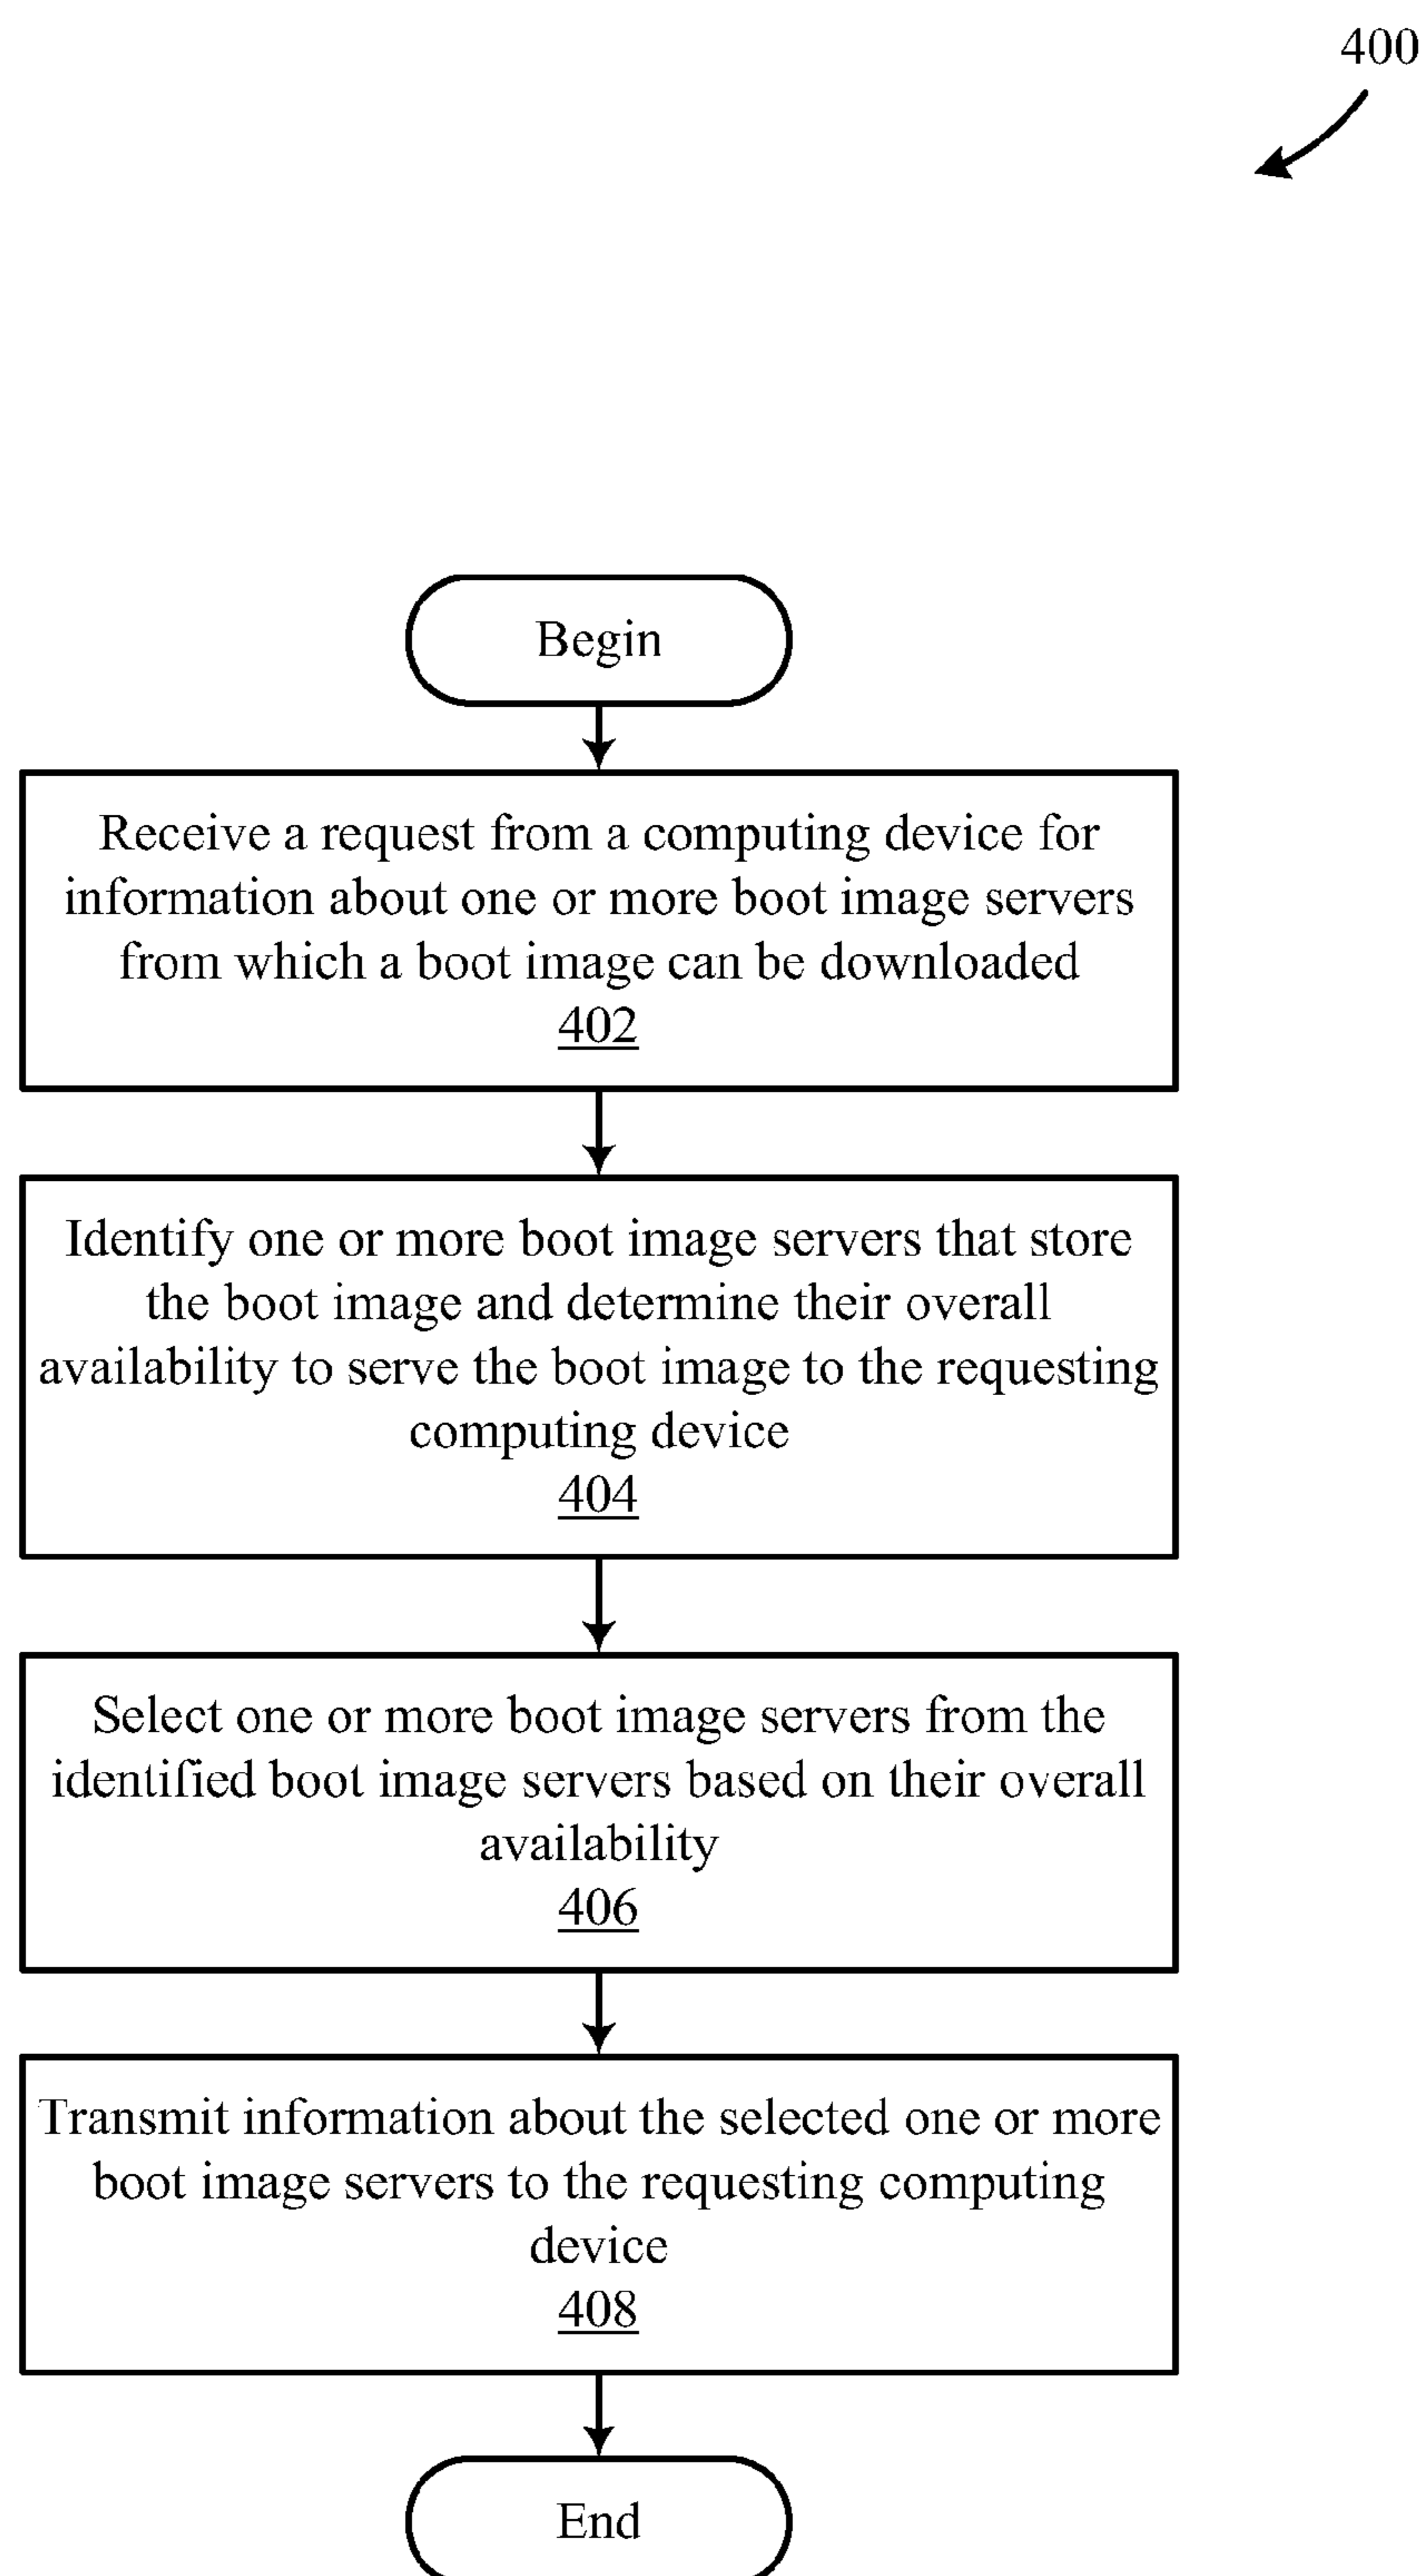 400
Begin
Receive a request from a computing device for
information about one or more boot image servers
from which a boot image can be downloaded
402
Identify one or more boot image servers that store
the boot image and determine their overall
availability to serve the boot image to the requesting
computing device
404
Select one or more boot image servers from the
identified boot image servers based on their overall
availability
406
Transmit information about the selected one or more
boot image servers to the requesting computing
device
408
End